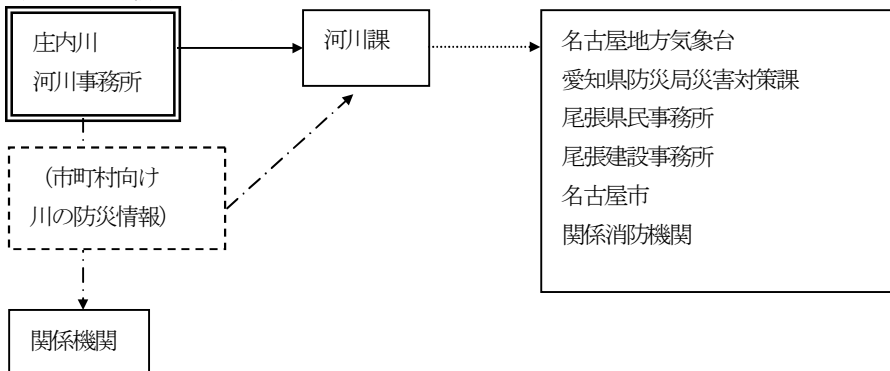 庄内川
河川事務所
河川課
名古屋地方気象台
愛知県防災局災害対策課
尾張県民事務所
尾張建設事務所
名古屋市
関係消防機関
（市町村向け
川の防災情報）
関係機関